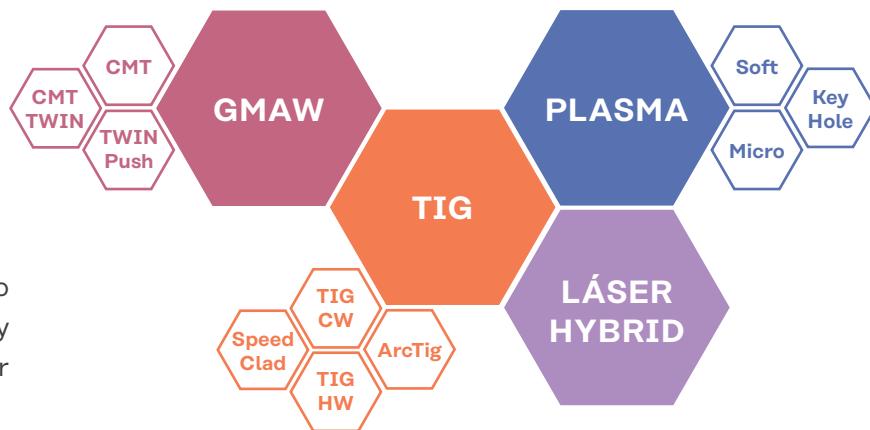 CMT
CMT
TWIN
TWIN
Push
GMAW
PLASMA
Soft
Key
Hole
Micro
TIG
LÁSER
HYBRID
TIG
CW
Speed
Clad
ArcTig
TIG
HW
o
y
r